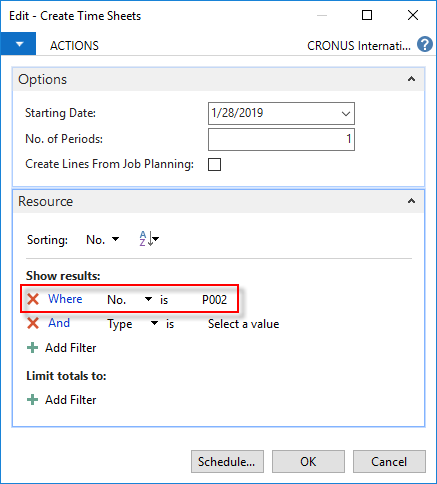 Edit - Create Time Sheets
ACTIONS CRONUS Internati... ?
Options
Starting Date: 1/28/2019
No. of Periods: 1
Create Lines From Job Planning:
Resource
Sorting: No. A Z
Show results:
Where No. is P002
And Type is Select a value
Add Filter
Limit totals to:
Add Filter
Schedule... OK Cancel